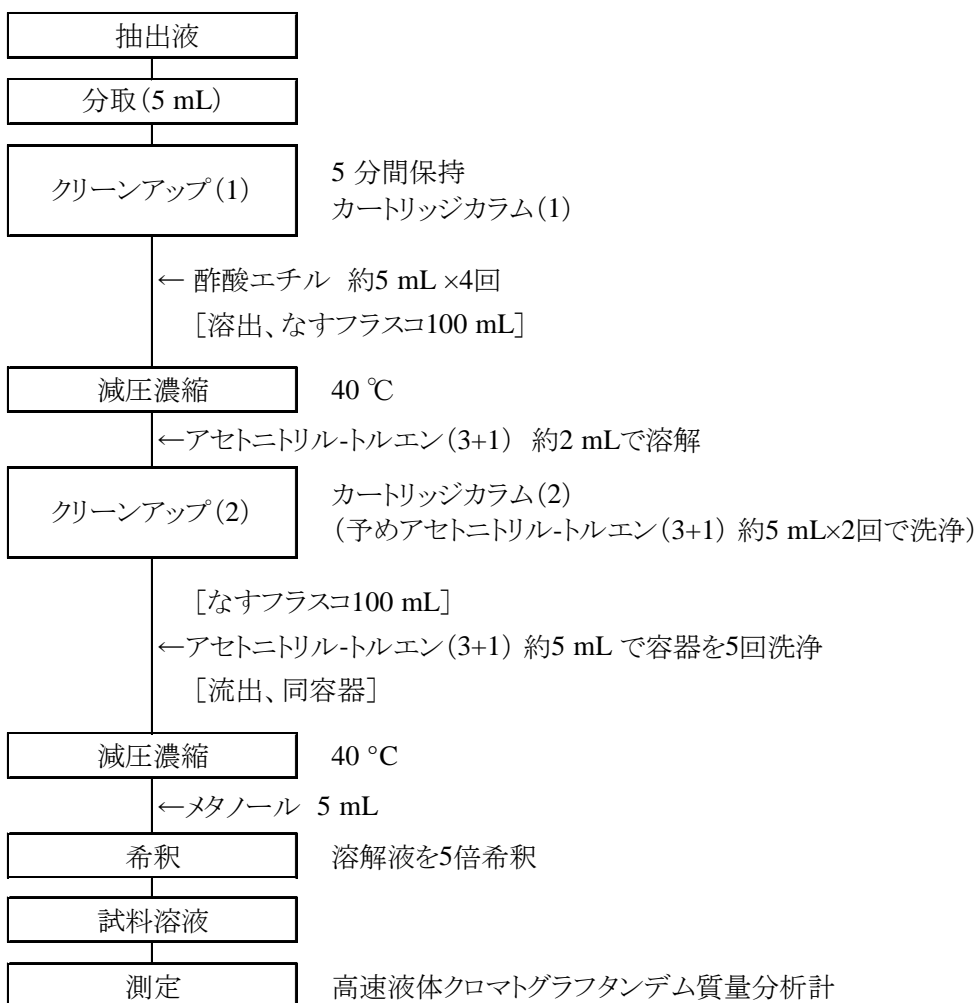 抽出液
分取(5 mL)
クリーンアップ(1) 5 分間保持
カートリッジカラム(1)
← 酢酸エチル 約5 mL ×4回
[溶出、なすフラスコ100 mL]
減圧濃縮 40 ℃
←アセトニトリル-トルエン(3+1) 約2 mLで溶解
クリーンアップ(2) カートリッジカラム(2)
(予めアセトニトリル-トルエン(3+1) 約5 mL×2回で洗浄)
[なすフラスコ100 mL]
←アセトニトリル-トルエン(3+1) 約5 mL で容器を5回洗浄
[流出、同容器]
減圧濃縮 40 °C
←メタノール 5 mL
希釈 溶解液を5倍希釈
試料溶液
測定 高速液体クロマトグラフタンデム質量分析計